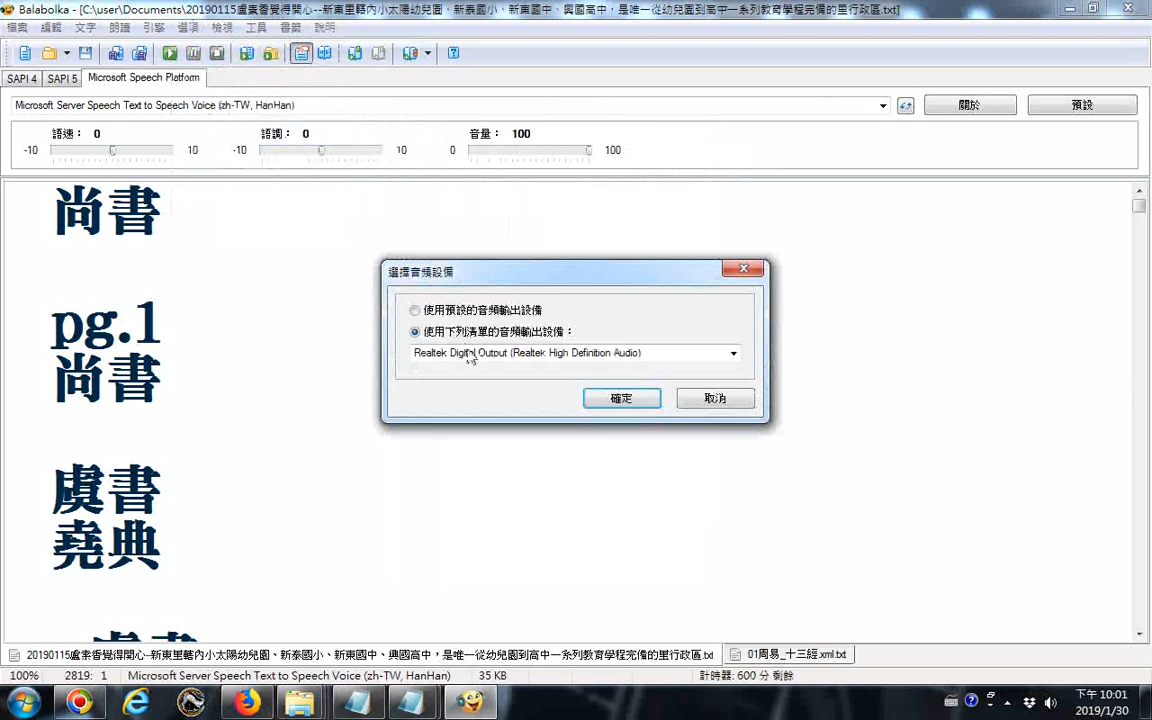 Balabolka - [C:\user\Documents\20190115盧素香覺得開心--新東里轄內小太陽幼兒園、新泰國小、新東國中、興國高中，是唯一從幼兒園到高中一系列教育學程完備的里行政區.txt]
檔案 編輯 文字 朗讀 引擎 選項 檢視 工具 書籤 說明
SAPI 4 SAPI 5 Microsoft Speech Platform
Microsoft Server Speech Text to Speech Voice (zh-TW, HanHan) 關於 預設
語速： 0 語調： 0 音量： 100
-10 10 -10 10 0 100
尚書
pg.1
尚書
虞書
堯典
選擇音頻設備
使用預設的音頻輸出設備
使用下列清單的音頻輸出設備：
Realtek Digital Output (Realtek High Definition Audio)
確定 取消
20190115盧素香覺得開心--新東里轄內小太陽幼兒園、新泰國小、新東國中、興國高中，是唯一從幼兒園到高中一系列教育學程完備的里行政區.txt 01周易_十三經.xml.txt
100% 2819: 1 Microsoft Server Speech Text to Speech Voice (zh-TW, HanHan) 35 KB 計時器: 600 分 剩餘
下午 10:01
2019/1/30